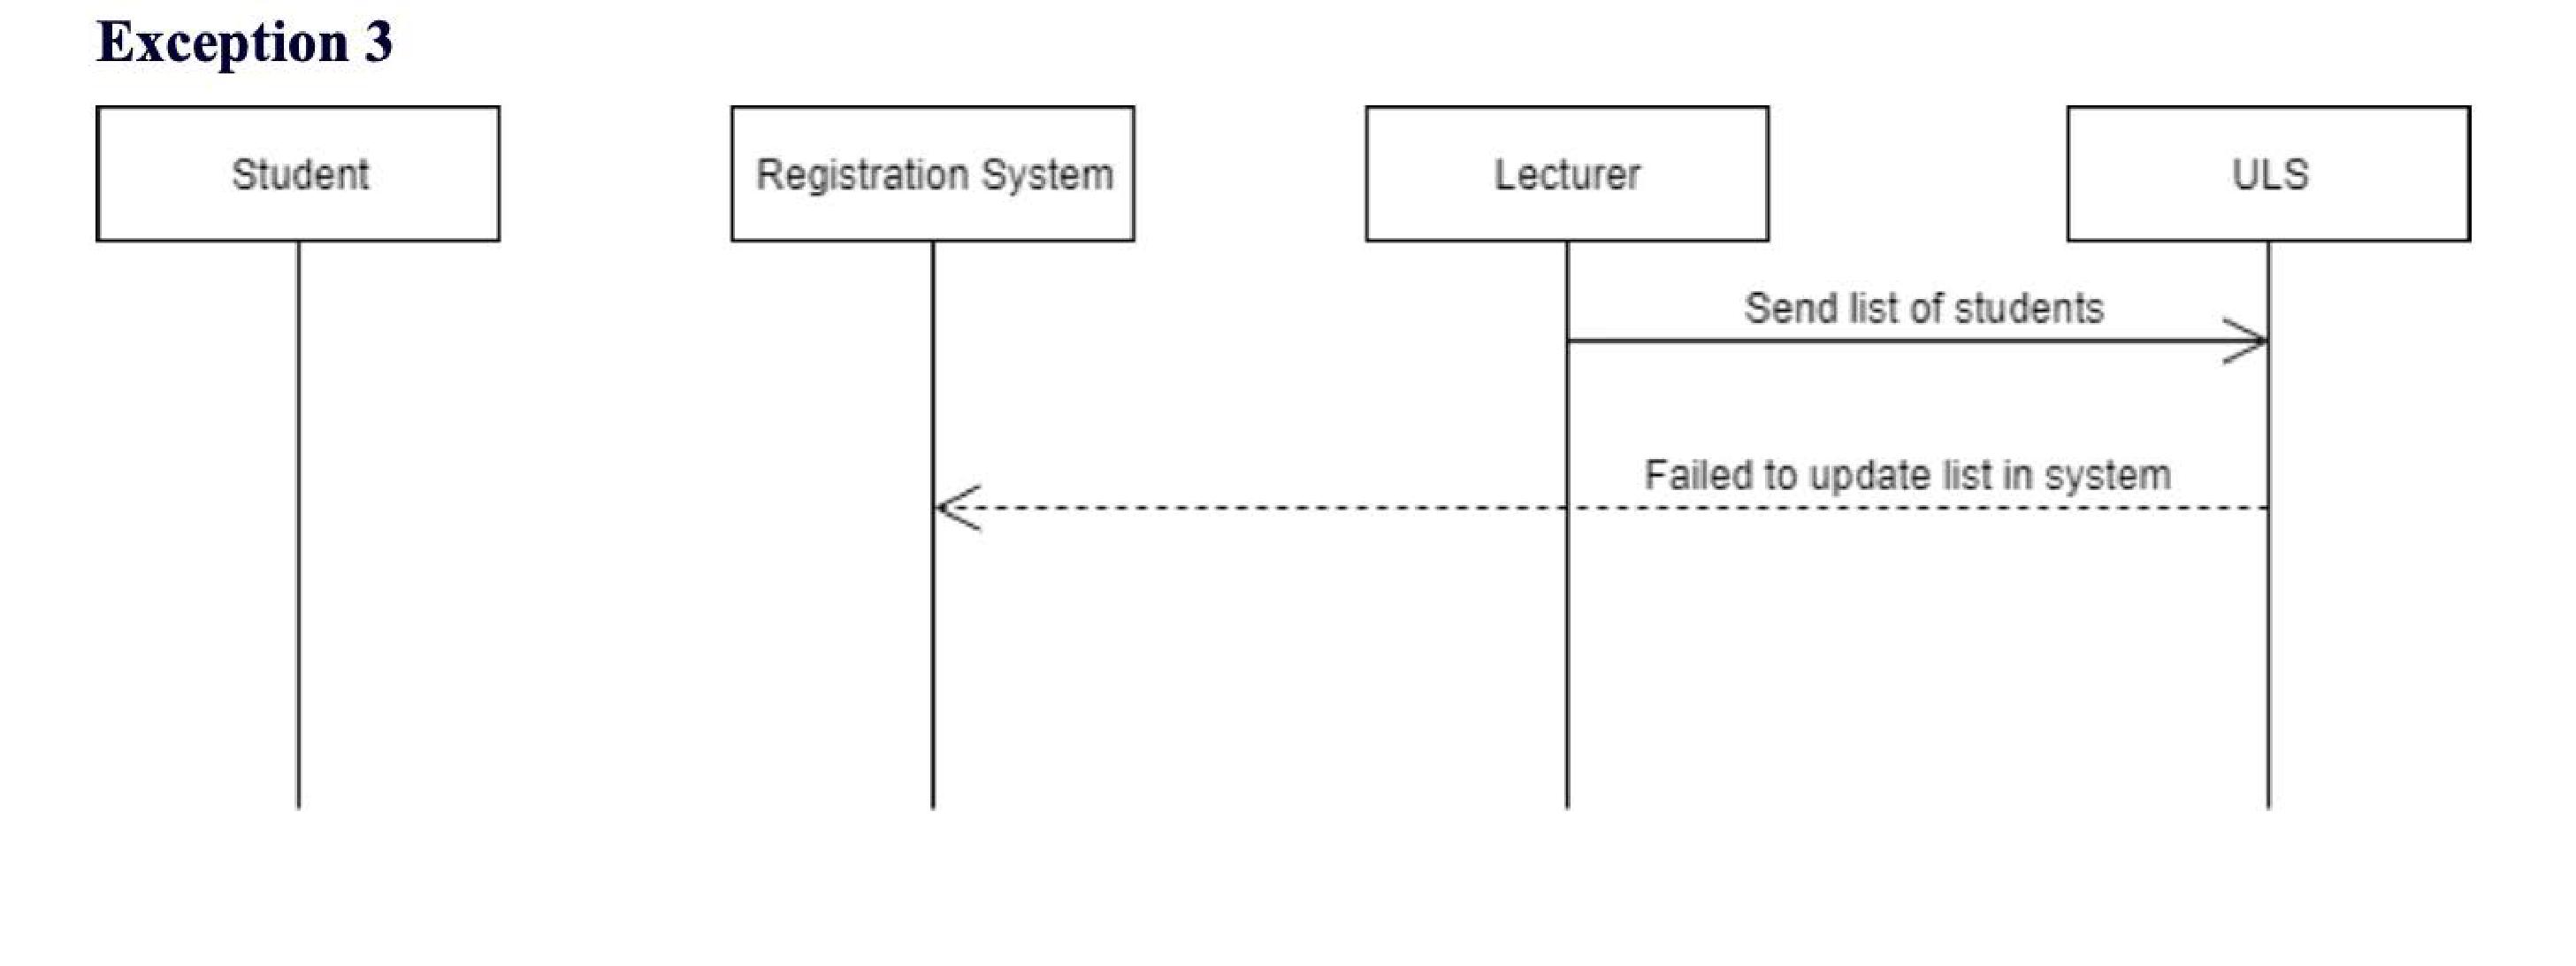 Exception 3
Student
Registration System
Lecturer
ULS
Send list of students
Failed to update list in system